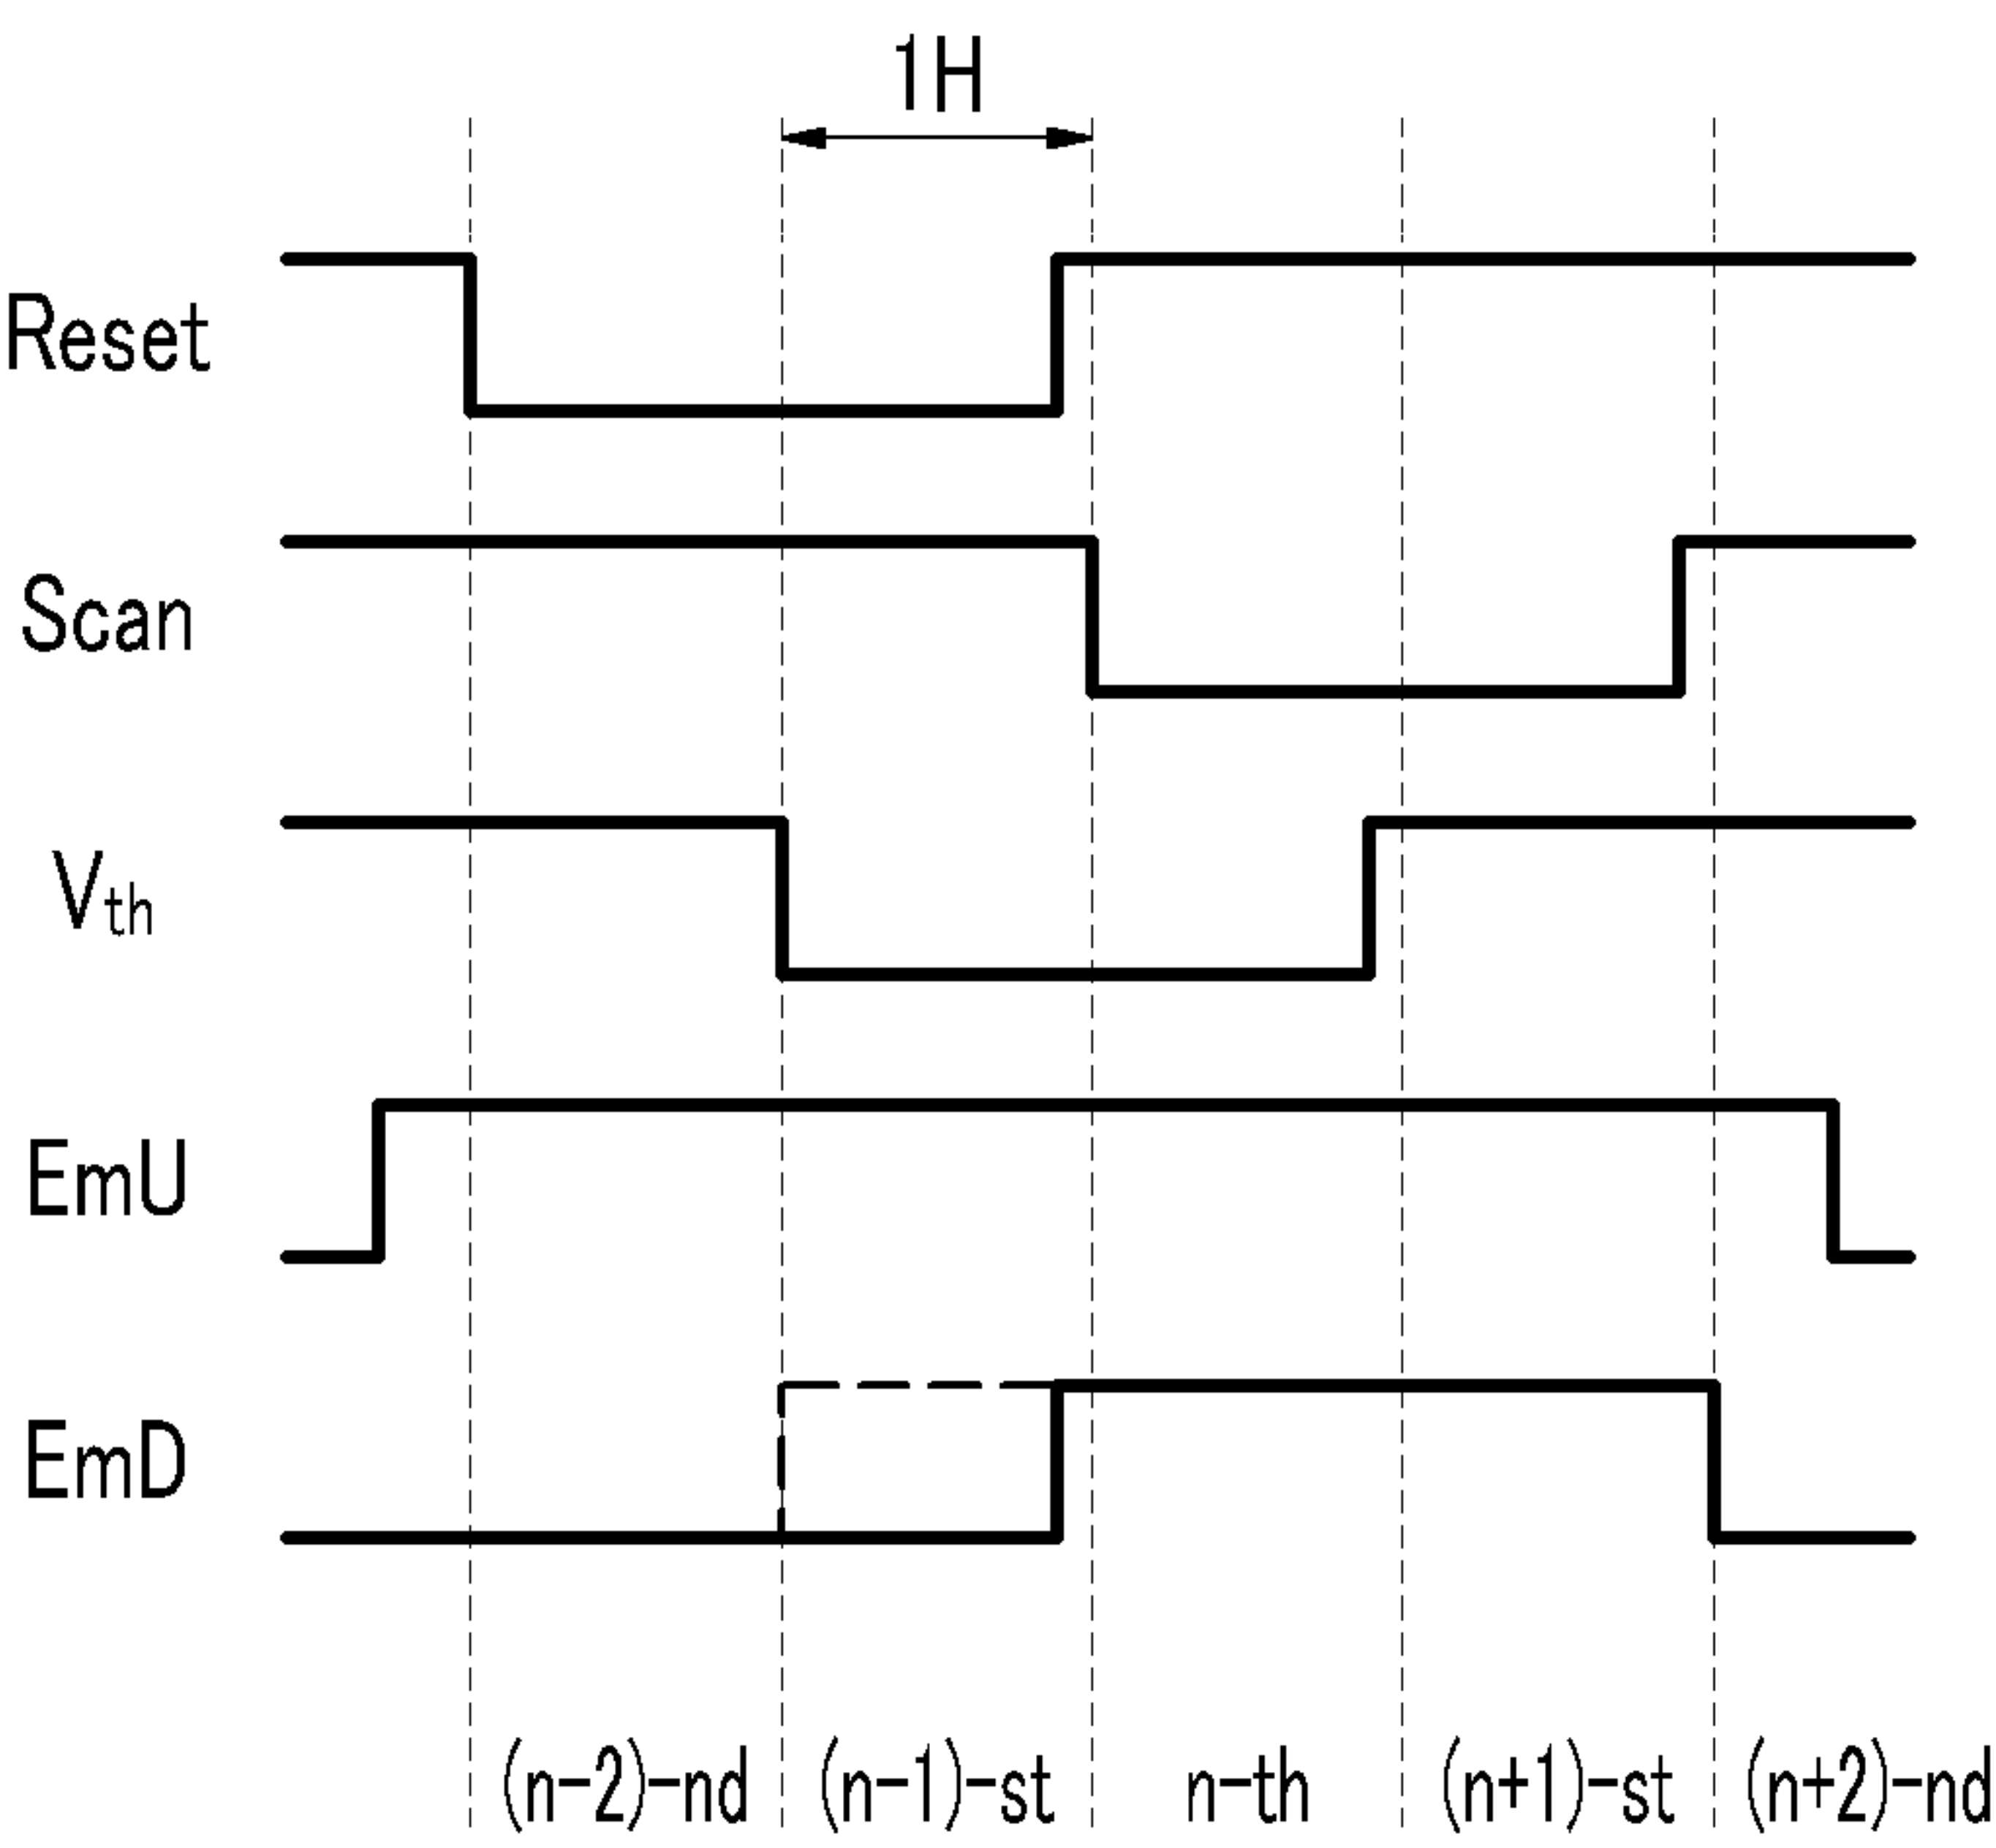 1H
Reset
Scan
Vth
EmU
EmD
(n-2)-nd (n-1)-st n-th (n+1)-st (n+2)-nd